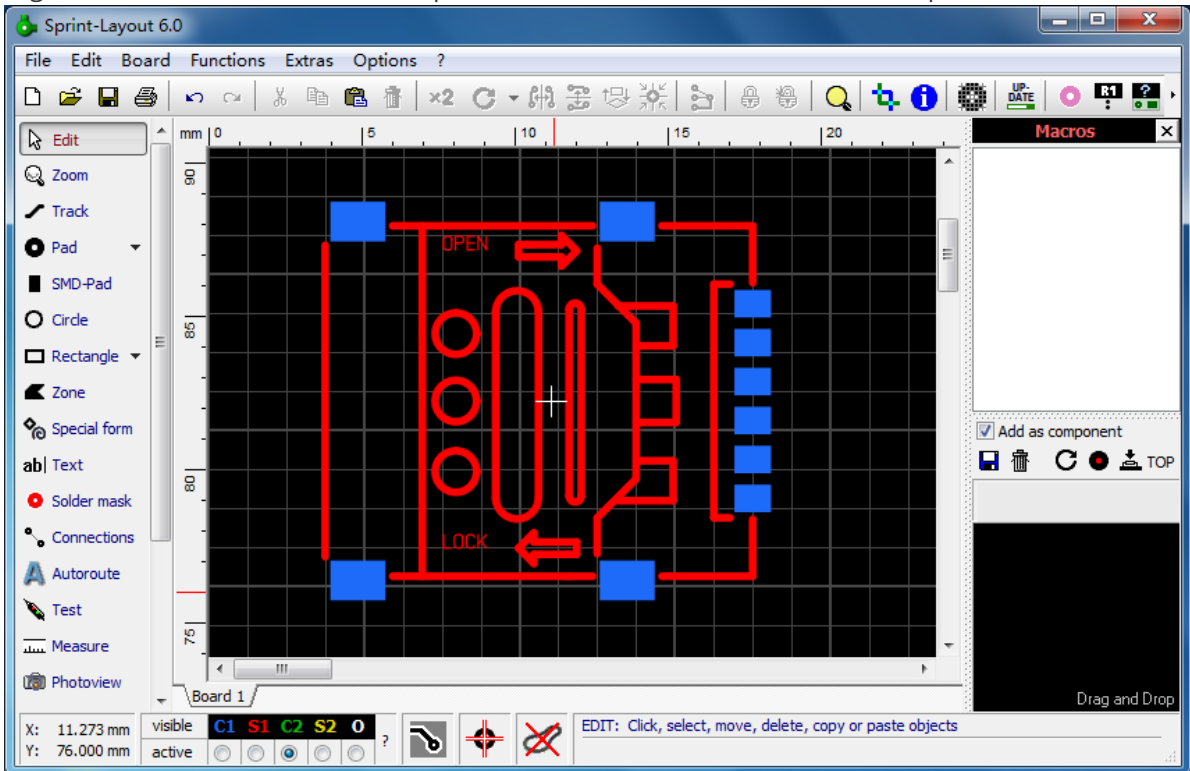 Sprint-Layout 6.0
File Edit Board Functions Extras Options ?
×2 UP-DATE R1 ?
Edit
Zoom
Track
Pad
SMD-Pad
Circle
Rectangle
Zone
Special form
ab| Text
Solder mask
Connections
Autoroute
Test
Measure
Photoview
mm 0 5 10 15 20
90
85
80
75
OPEN
LOCK
Board 1
Macros
Add as component
TOP
Drag and Drop
X: 11.273 mm
Y: 76.000 mm
visible C1 S1 C2 S2 O
active
?
EDIT: Click, select, move, delete, copy or paste objects